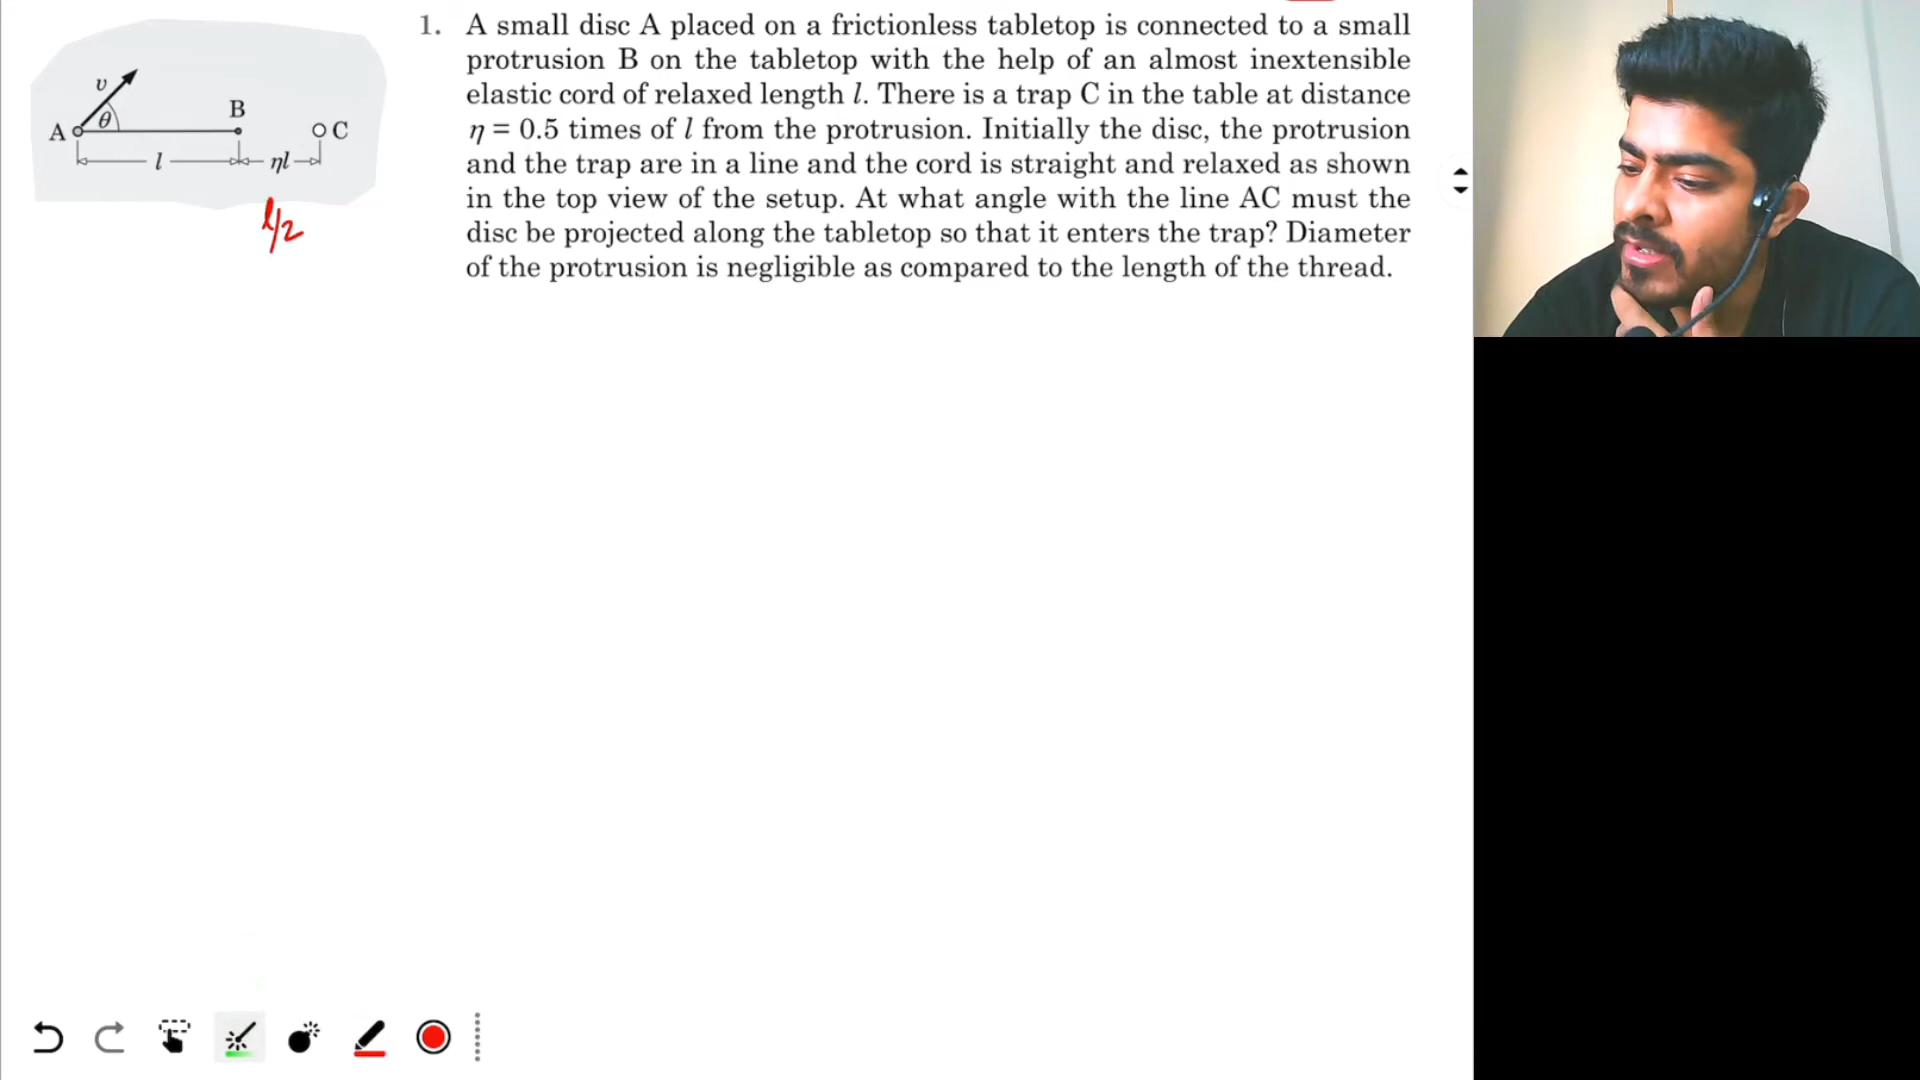 1. A small disc A placed on a frictionless tabletop is connected to a small
protrusion B on the tabletop with the help of an almost inextensible
elastic cord of relaxed length l. There is a trap C in the table at distance
η = 0.5 times of l from the protrusion. Initially the disc, the protrusion
and the trap are in a line and the cord is straight and relaxed as shown
in the top view of the setup. At what angle with the line AC must the
disc be projected along the tabletop so that it enters the trap? Diameter
of the protrusion is negligible as compared to the length of the thread.
υ
θ
A
B
C
l
ηl
l/2